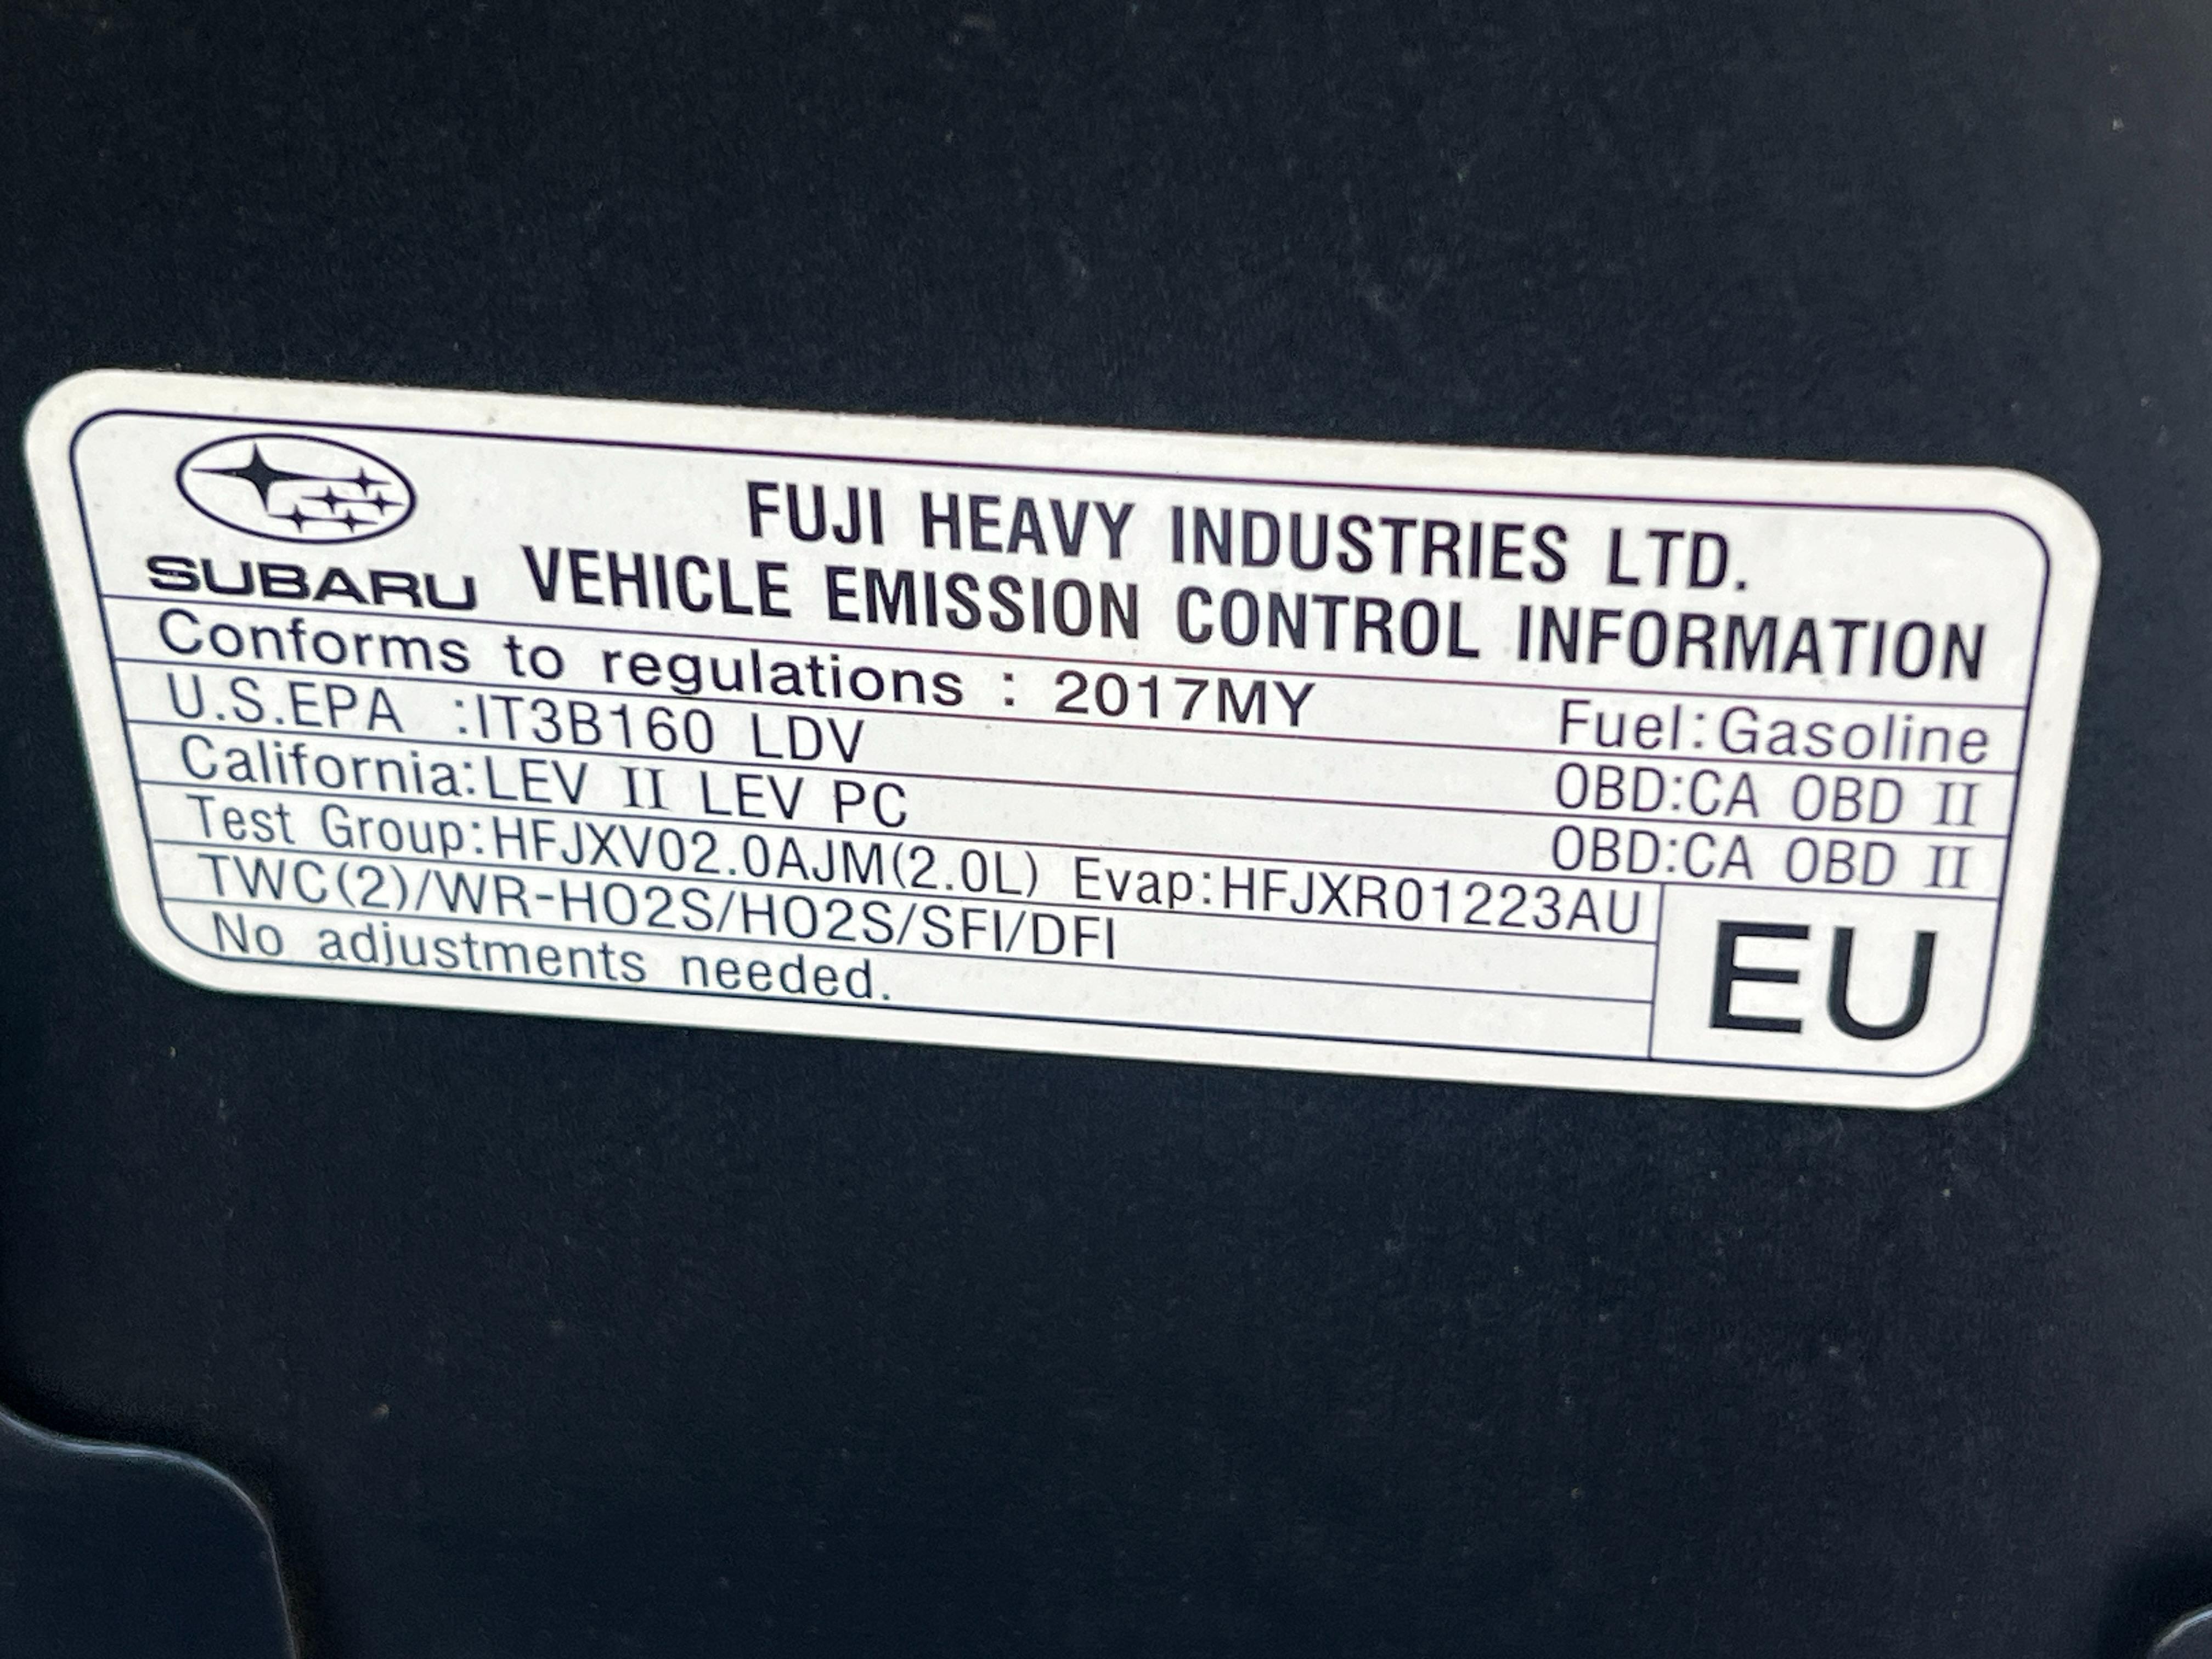 FUJI HEAVY INDUSTRIES LTD.
SUBARU VEHICLE EMISSION CONTROL INFORMATION
Conforms to regulations : 2017MY Fuel:Gasoline
U.S.EPA :IT3B160 LDV OBD:CA OBD II
California:LEV II LEV PC OBD:CA OBD II
Test Group:HFJXV02.0AJM(2.0L) Evap:HFJXR01223AU
TWC(2)/WR-HO2S/HO2S/SFI/DFI
No adjustments needed.
EU